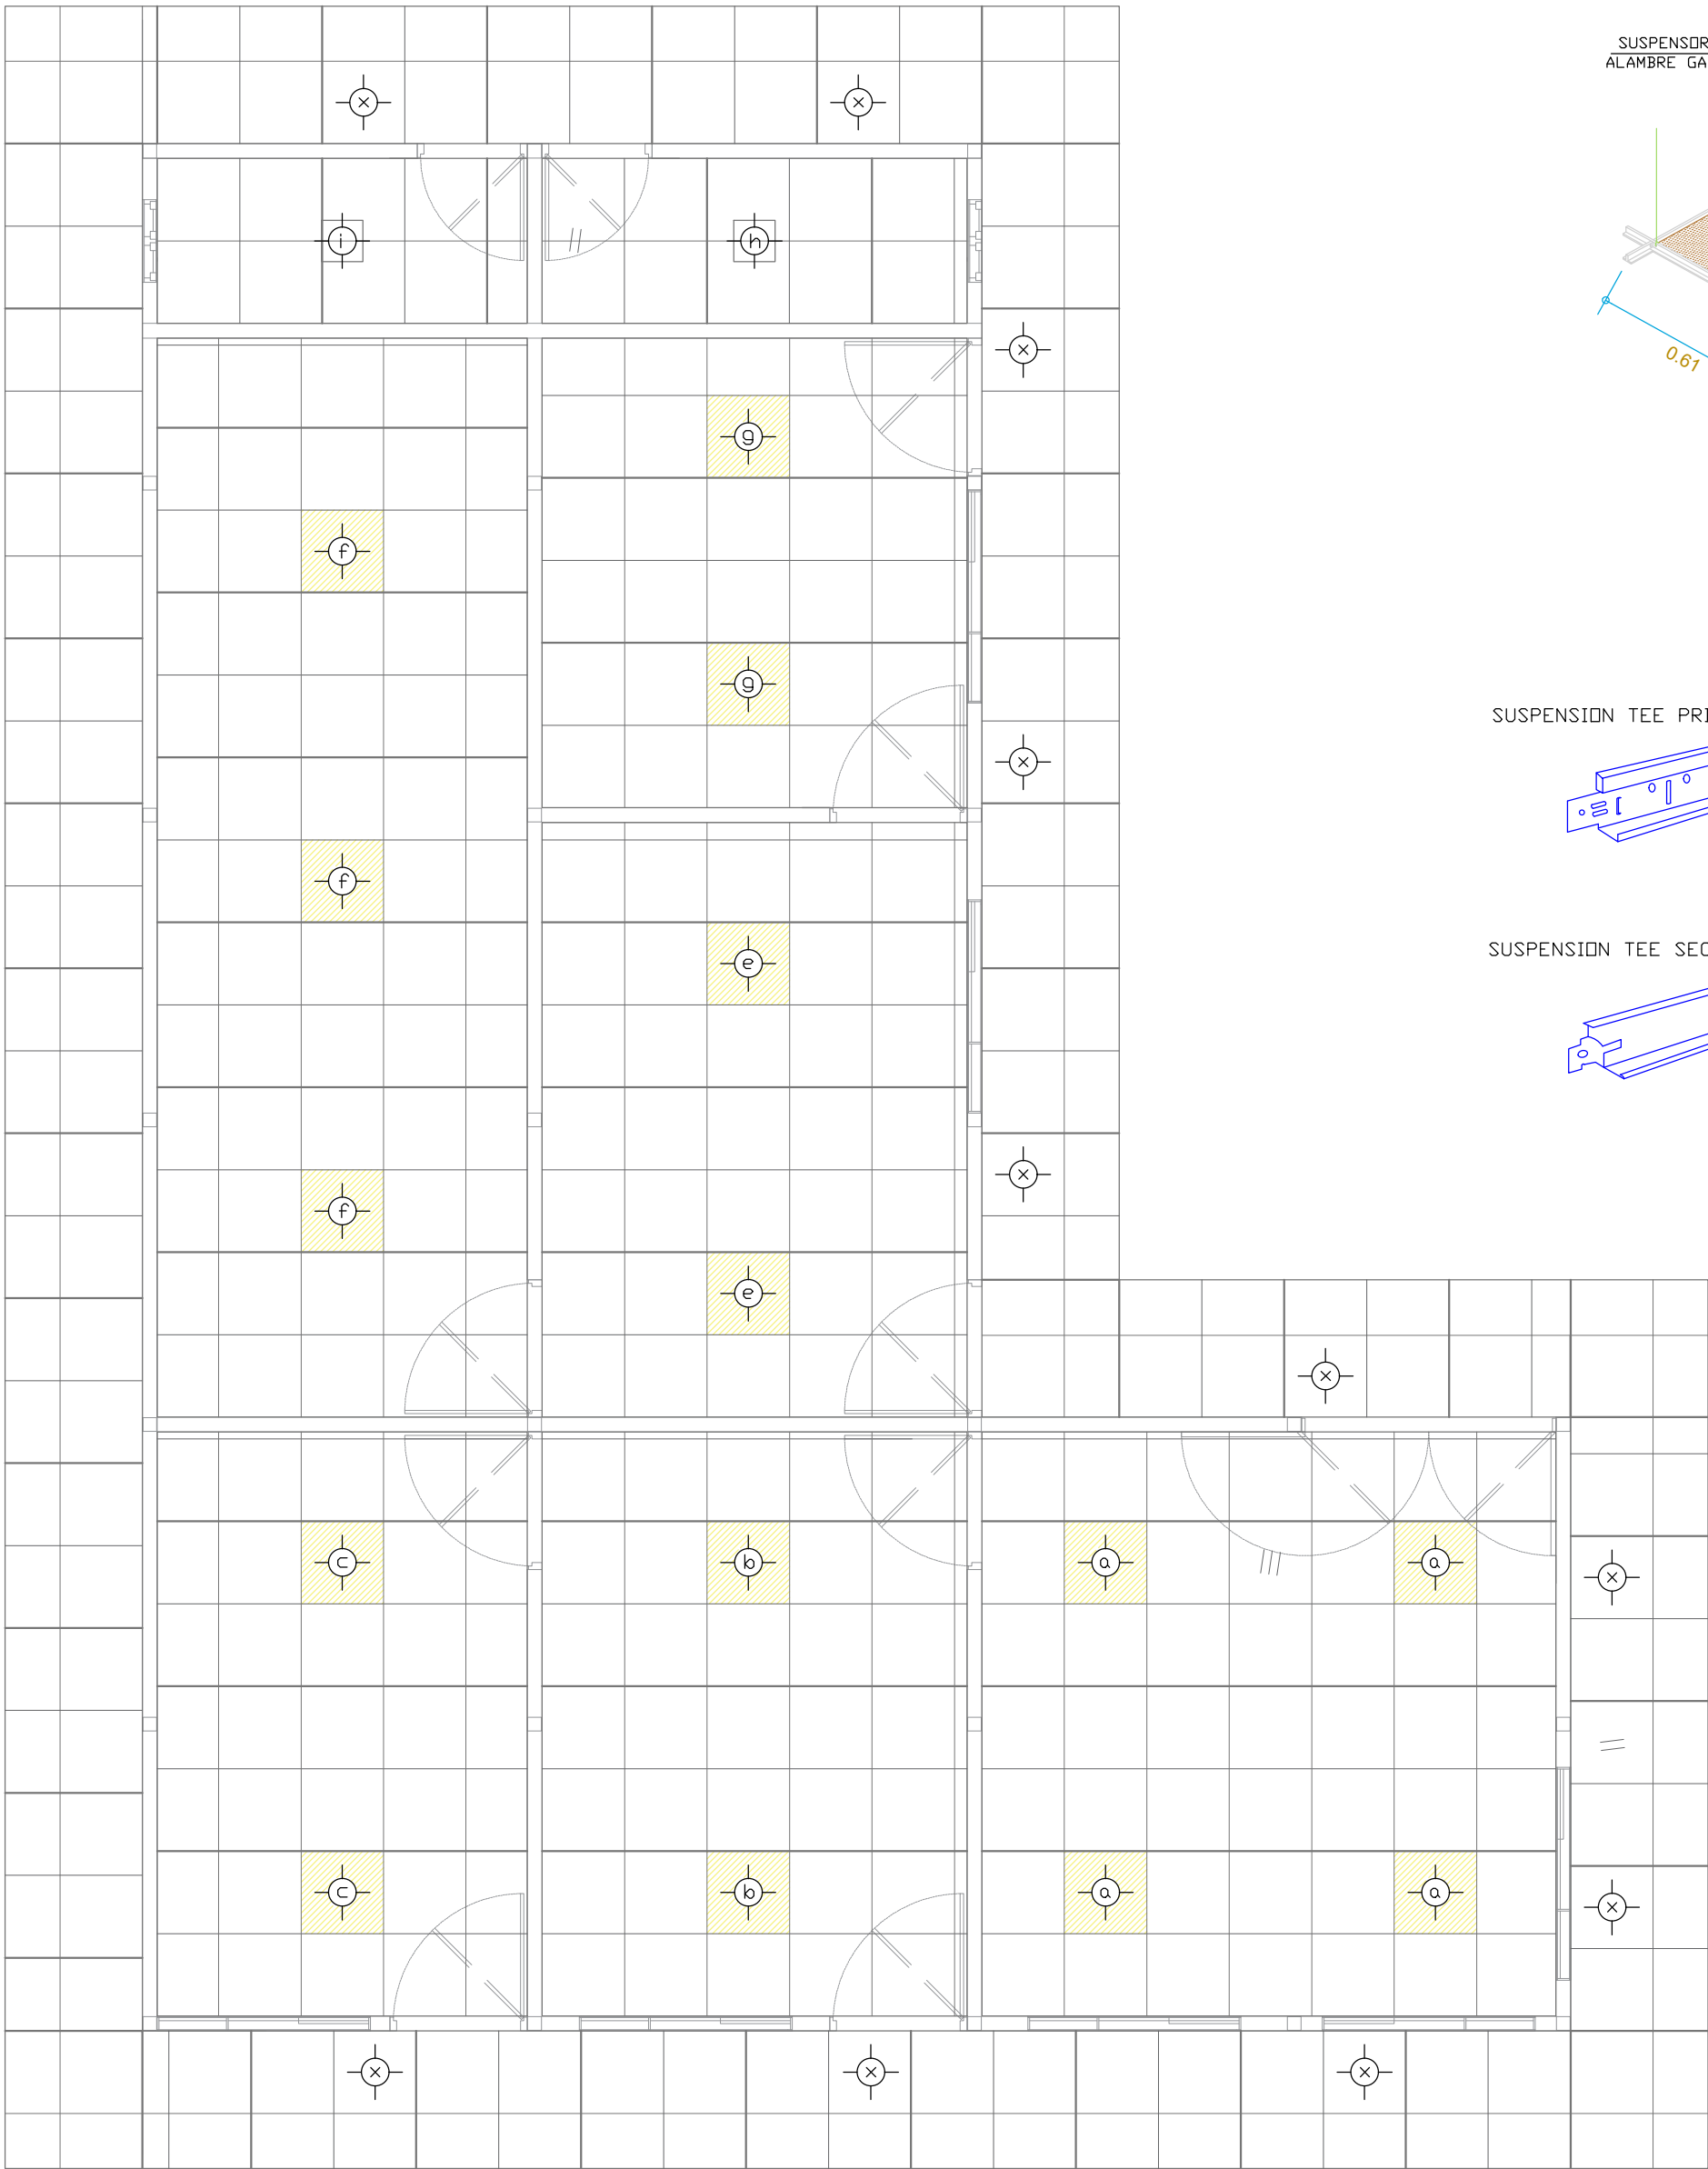 SUSPENSOR
ALAMBRE GA
x x
i h
x
g
f
0.61
g
SUSPENSION TEE PRI
x
f
e
SUSPENSION TEE SEC
x
f
e
x
c b a a
x
c b a a
x
x x x